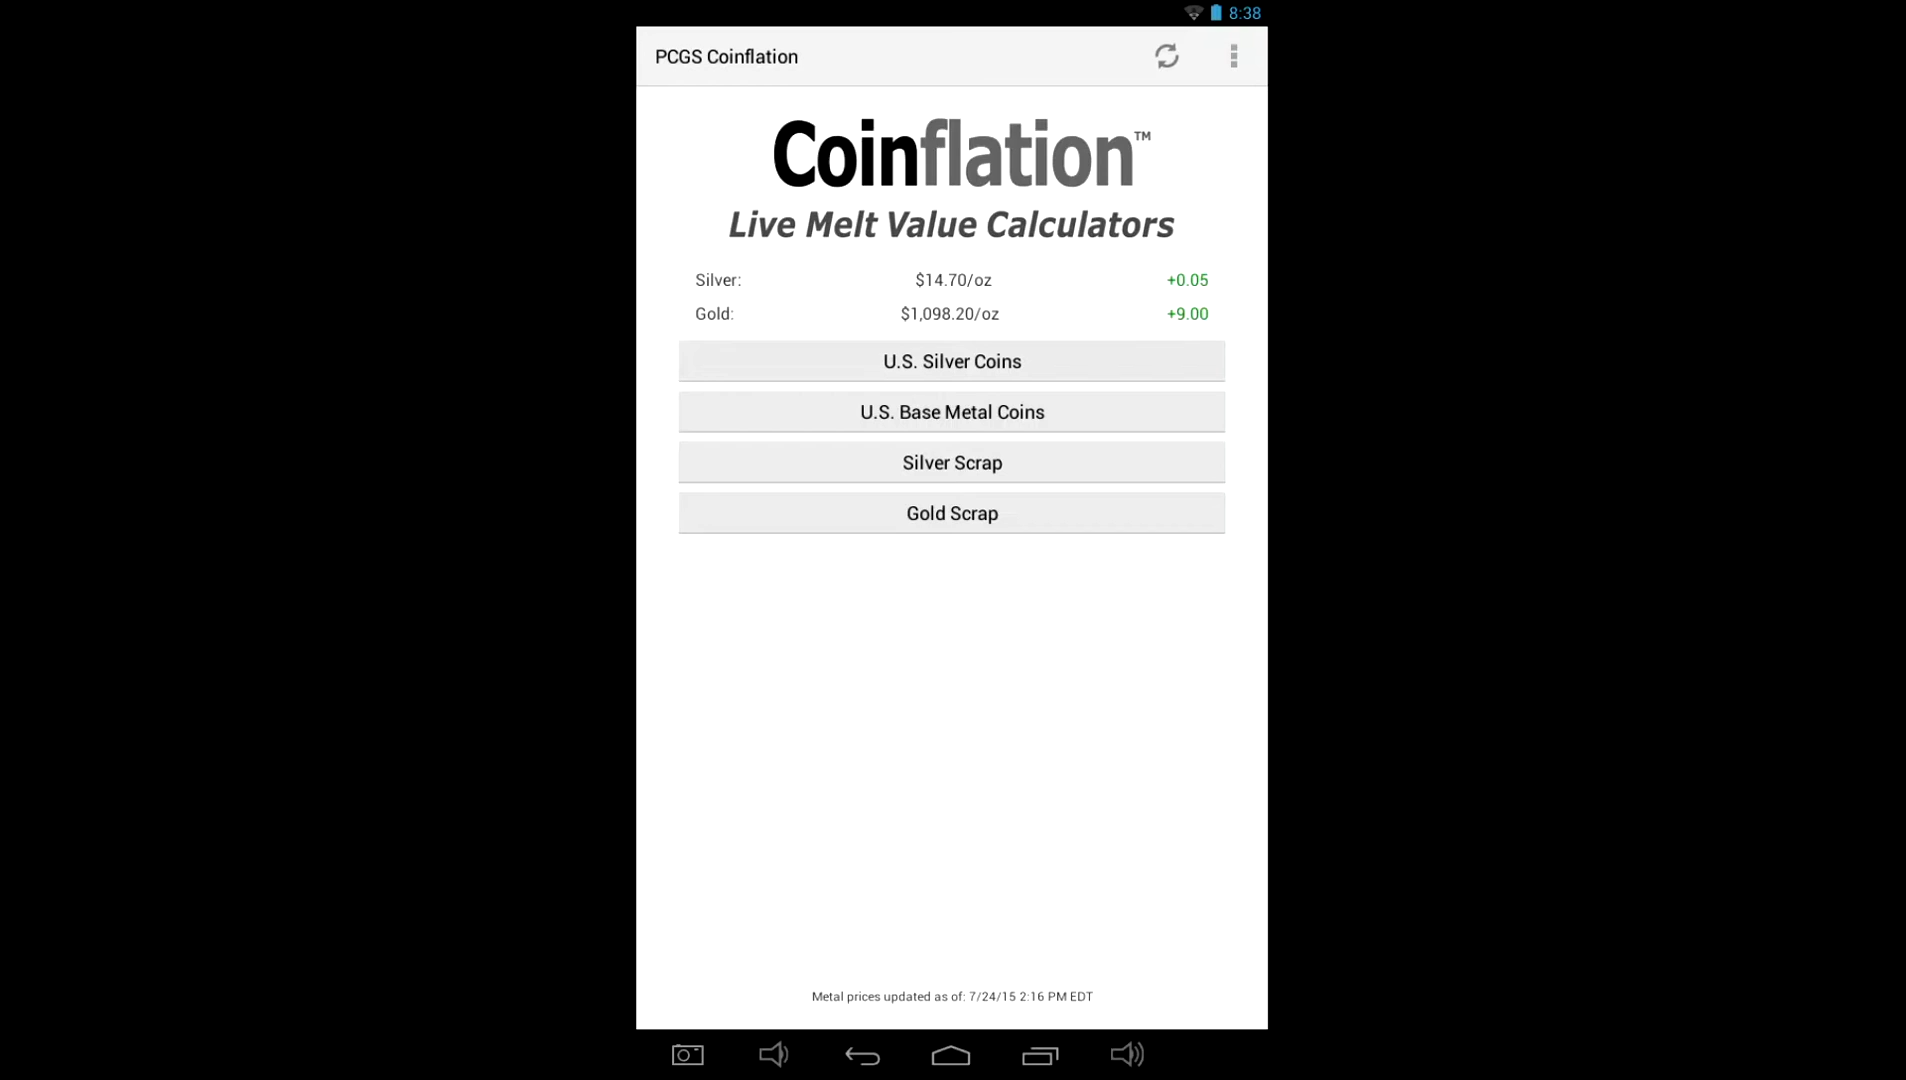 8:38
PCGS Coinflation
Coinflation™
Live Melt Value Calculators
Silver: $14.70/oz +0.05
Gold: $1,098.20/oz +9.00
U.S. Silver Coins
U.S. Base Metal Coins
Silver Scrap
Gold Scrap
Metal prices updated as of: 7/24/15 2:16 PM EDT